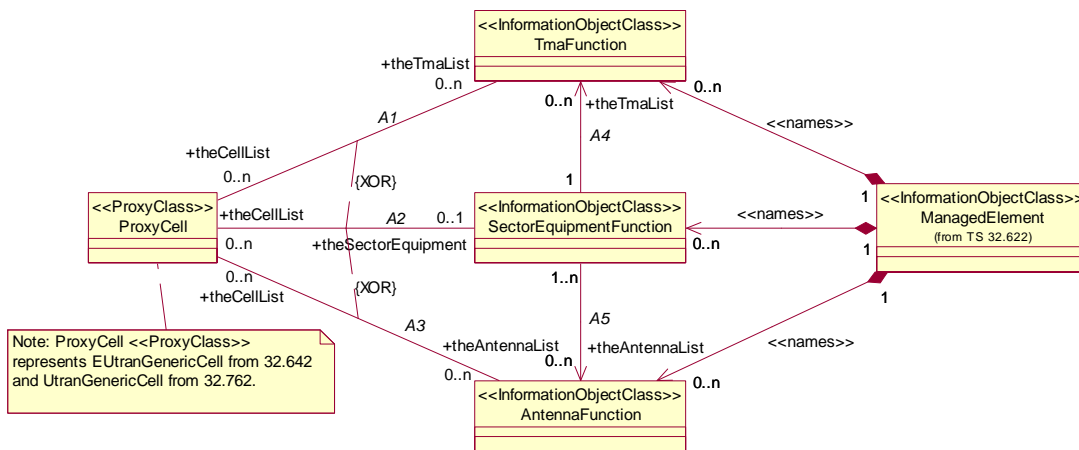 <<InformationObjectClass>>
TmaFunction
+theTmaList
0..n
0..n
+theTmaList
0..n
A1
A4
<<names>>
+theCellList
0..n
{XOR}
1
1
<<ProxyClass>>
ProxyCell
+theCellList
A2
0..1
<<InformationObjectClass>>
SectorEquipmentFunction
<<names>>
<<InformationObjectClass>>
ManagedElement
(from TS 32.622)
0..n
+theSectorEquipment
0..n
1
+theCellList
0..n
{XOR}
1..n
1
A3
A5
Note: ProxyCell <<ProxyClass>>
represents EUtranGenericCell from 32.642
and UtranGenericCell from 32.762.
+theAntennaList
0..n
+theAntennaList
0..n
<<names>>
0..n
<<InformationObjectClass>>
AntennaFunction